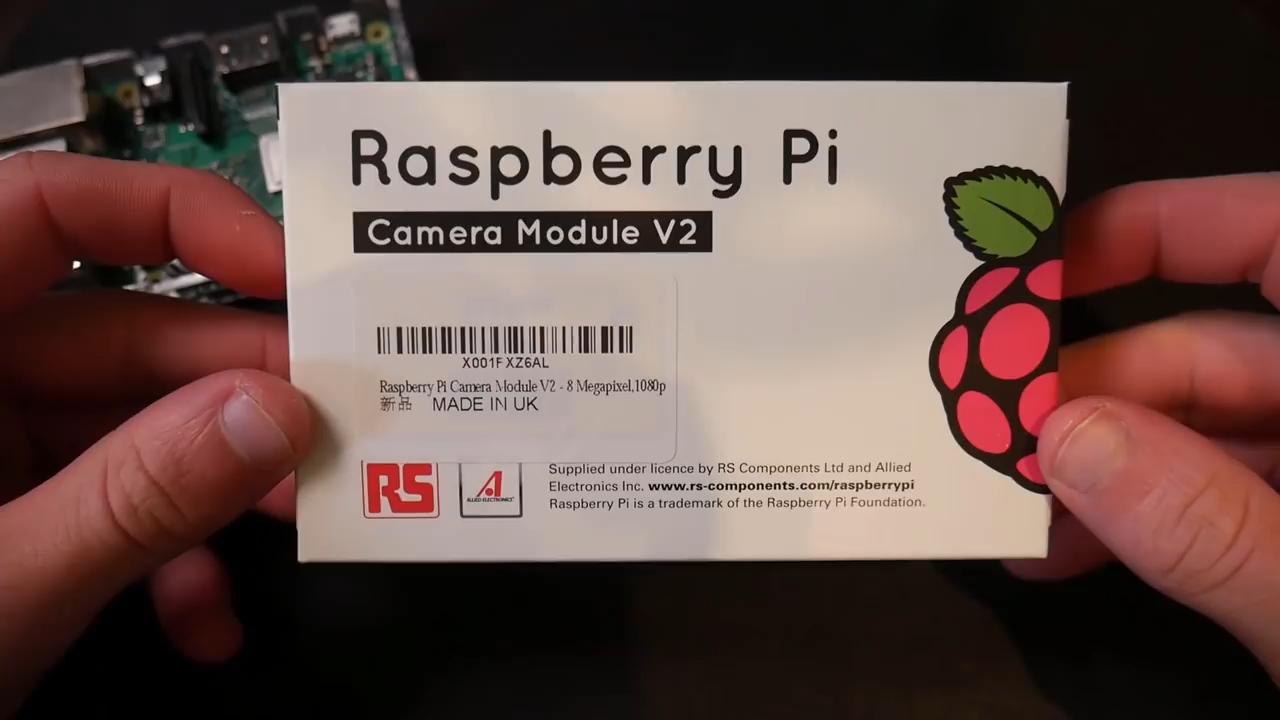 Raspberry Pi
Camera Module V2
X001FXZ6AL
Raspberry Pi Camera Module V2 - 8 Megapixel,1080p
新品 MADE IN UK
RS
A
ALLIED ELECTRONICS
Supplied under licence by RS Components Ltd and Allied
Electronics Inc. www.rs-components.com/raspberrypi
Raspberry Pi is a trademark of the Raspberry Pi Foundation.